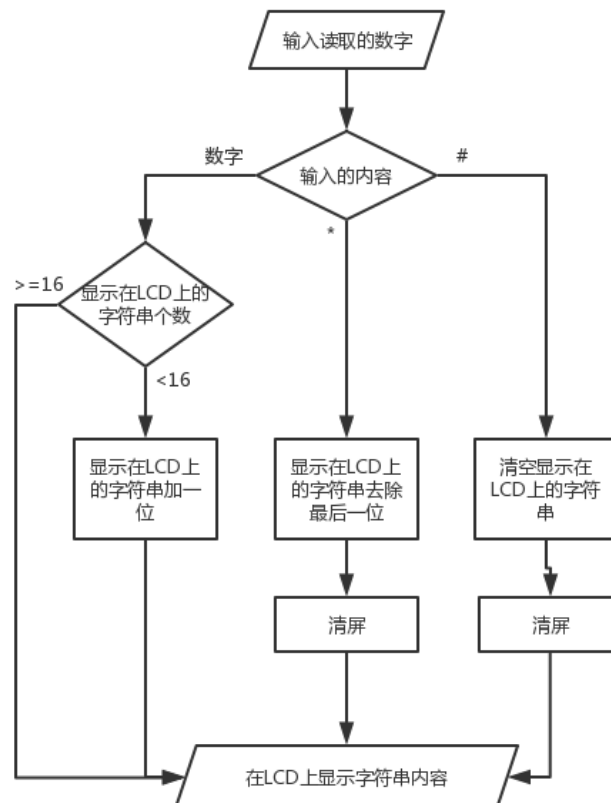 输入读取的数字
数字
输入的内容
#
*
>=16
显示在LCD上的
字符串个数
<16
显示在LCD上
的字符串加一
位
显示在LCD上
的字符串去除
最后一位
清空显示在
LCD上的字符
串
清屏
清屏
在LCD上显示字符串内容